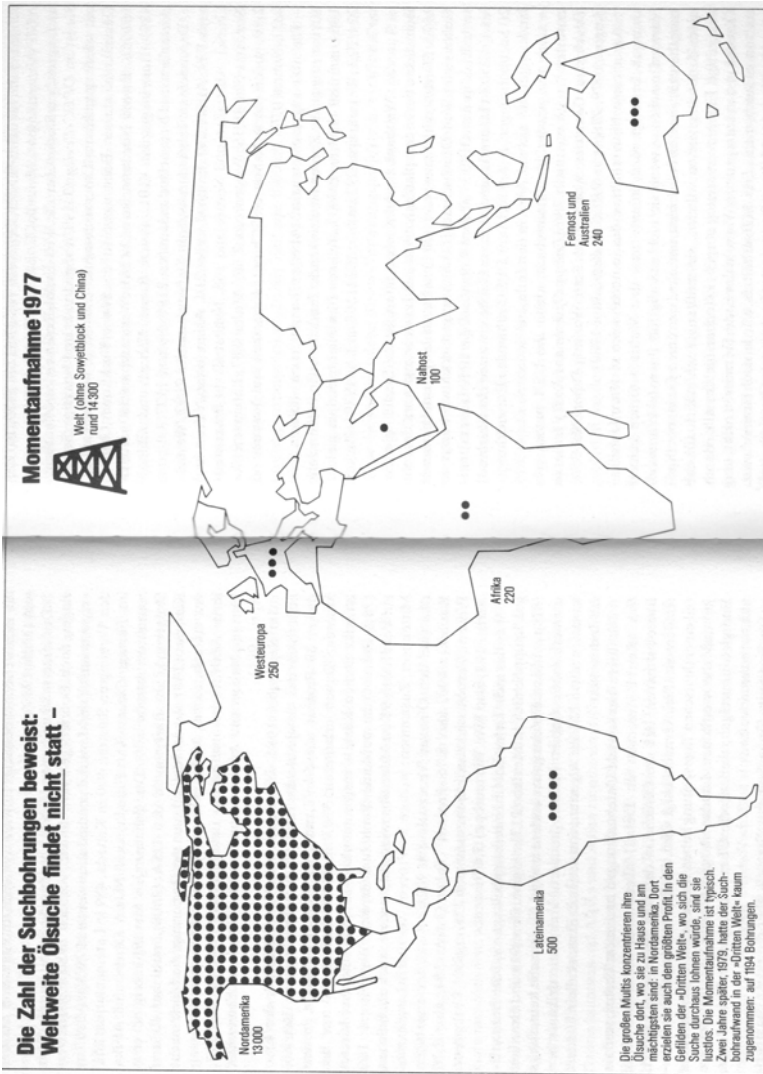 Die Zahl der Suchbohrungen beweist:
Weltweite Ölsuche findet nicht statt –
Momentaufnahme 1977
Welt (ohne Sowjetblock und China)
rund 14 300
Nordamerika
13 000
Westeuropa
250
Nahost
100
Fernost und
Australien
240
Afrika
220
Lateinamerika
500
Die großen Multis konzentrieren ihre
Ölsuche dort, wo sie zu Hause und am
mächtigsten sind: in Nordamerika. Dort
erzielen sie auch den größten Profit. In den
Gefilden der »Dritten Welt«, wo sich die
Suche durchaus lohnen würde, sind sie
lustlos. Die Momentaufnahme ist typisch.
Zwei Jahre später, 1979, hatte der Such-
bohraufwand in der »Dritten Welt« kaum
zugenommen: auf 1194 Bohrungen.